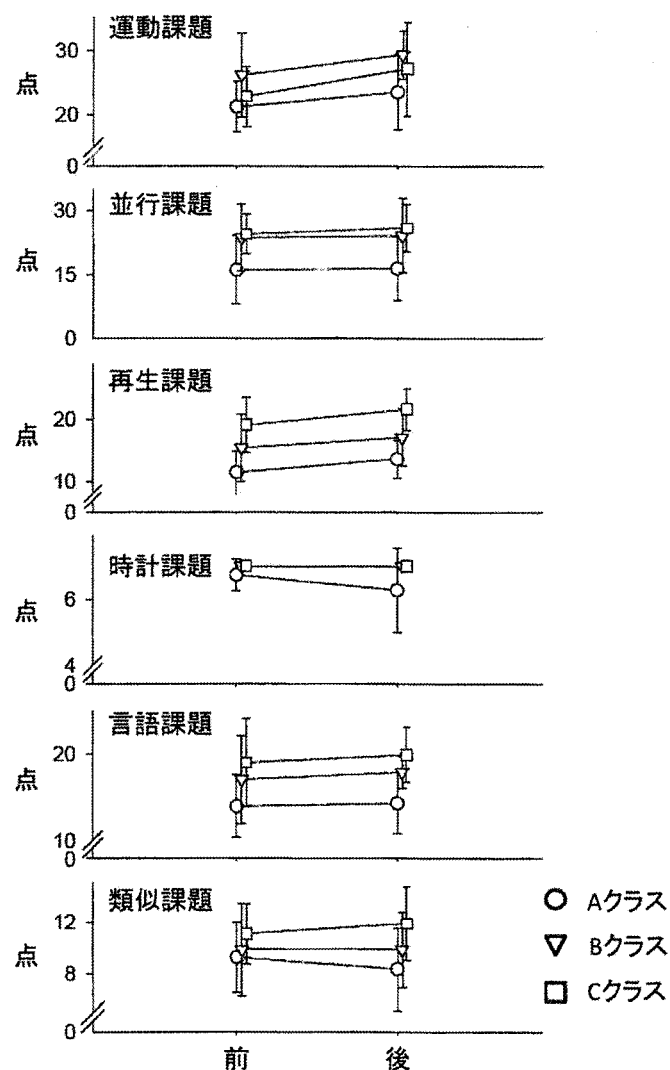 運動課題
30
点
20
0
並行課題
30
点
15
0
再生課題
20
点
10
0
時計課題
点
6
4
0
言語課題
20
点
10
0
類似課題
12
点
8
0
○ Aクラス
▽ Bクラス
□ Cクラス
前 後